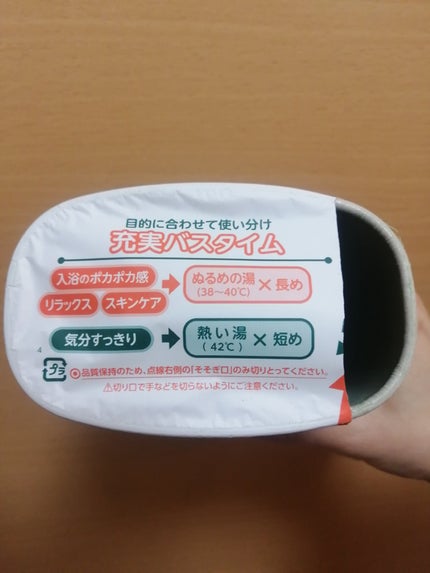 目的に合わせて使い分け
充実バスタイム
入浴のポカポカ感
リラックス スキンケア
ぬるめの湯 × 長め
(38〜40℃)
気分すっきり
熱い湯 × 短め
(42℃)
4
プラ
◎品質保持のため、点線右側の「そそぎ口」のみ切りとってください。
⚠切り口で手などを切らないようにご注意ください。